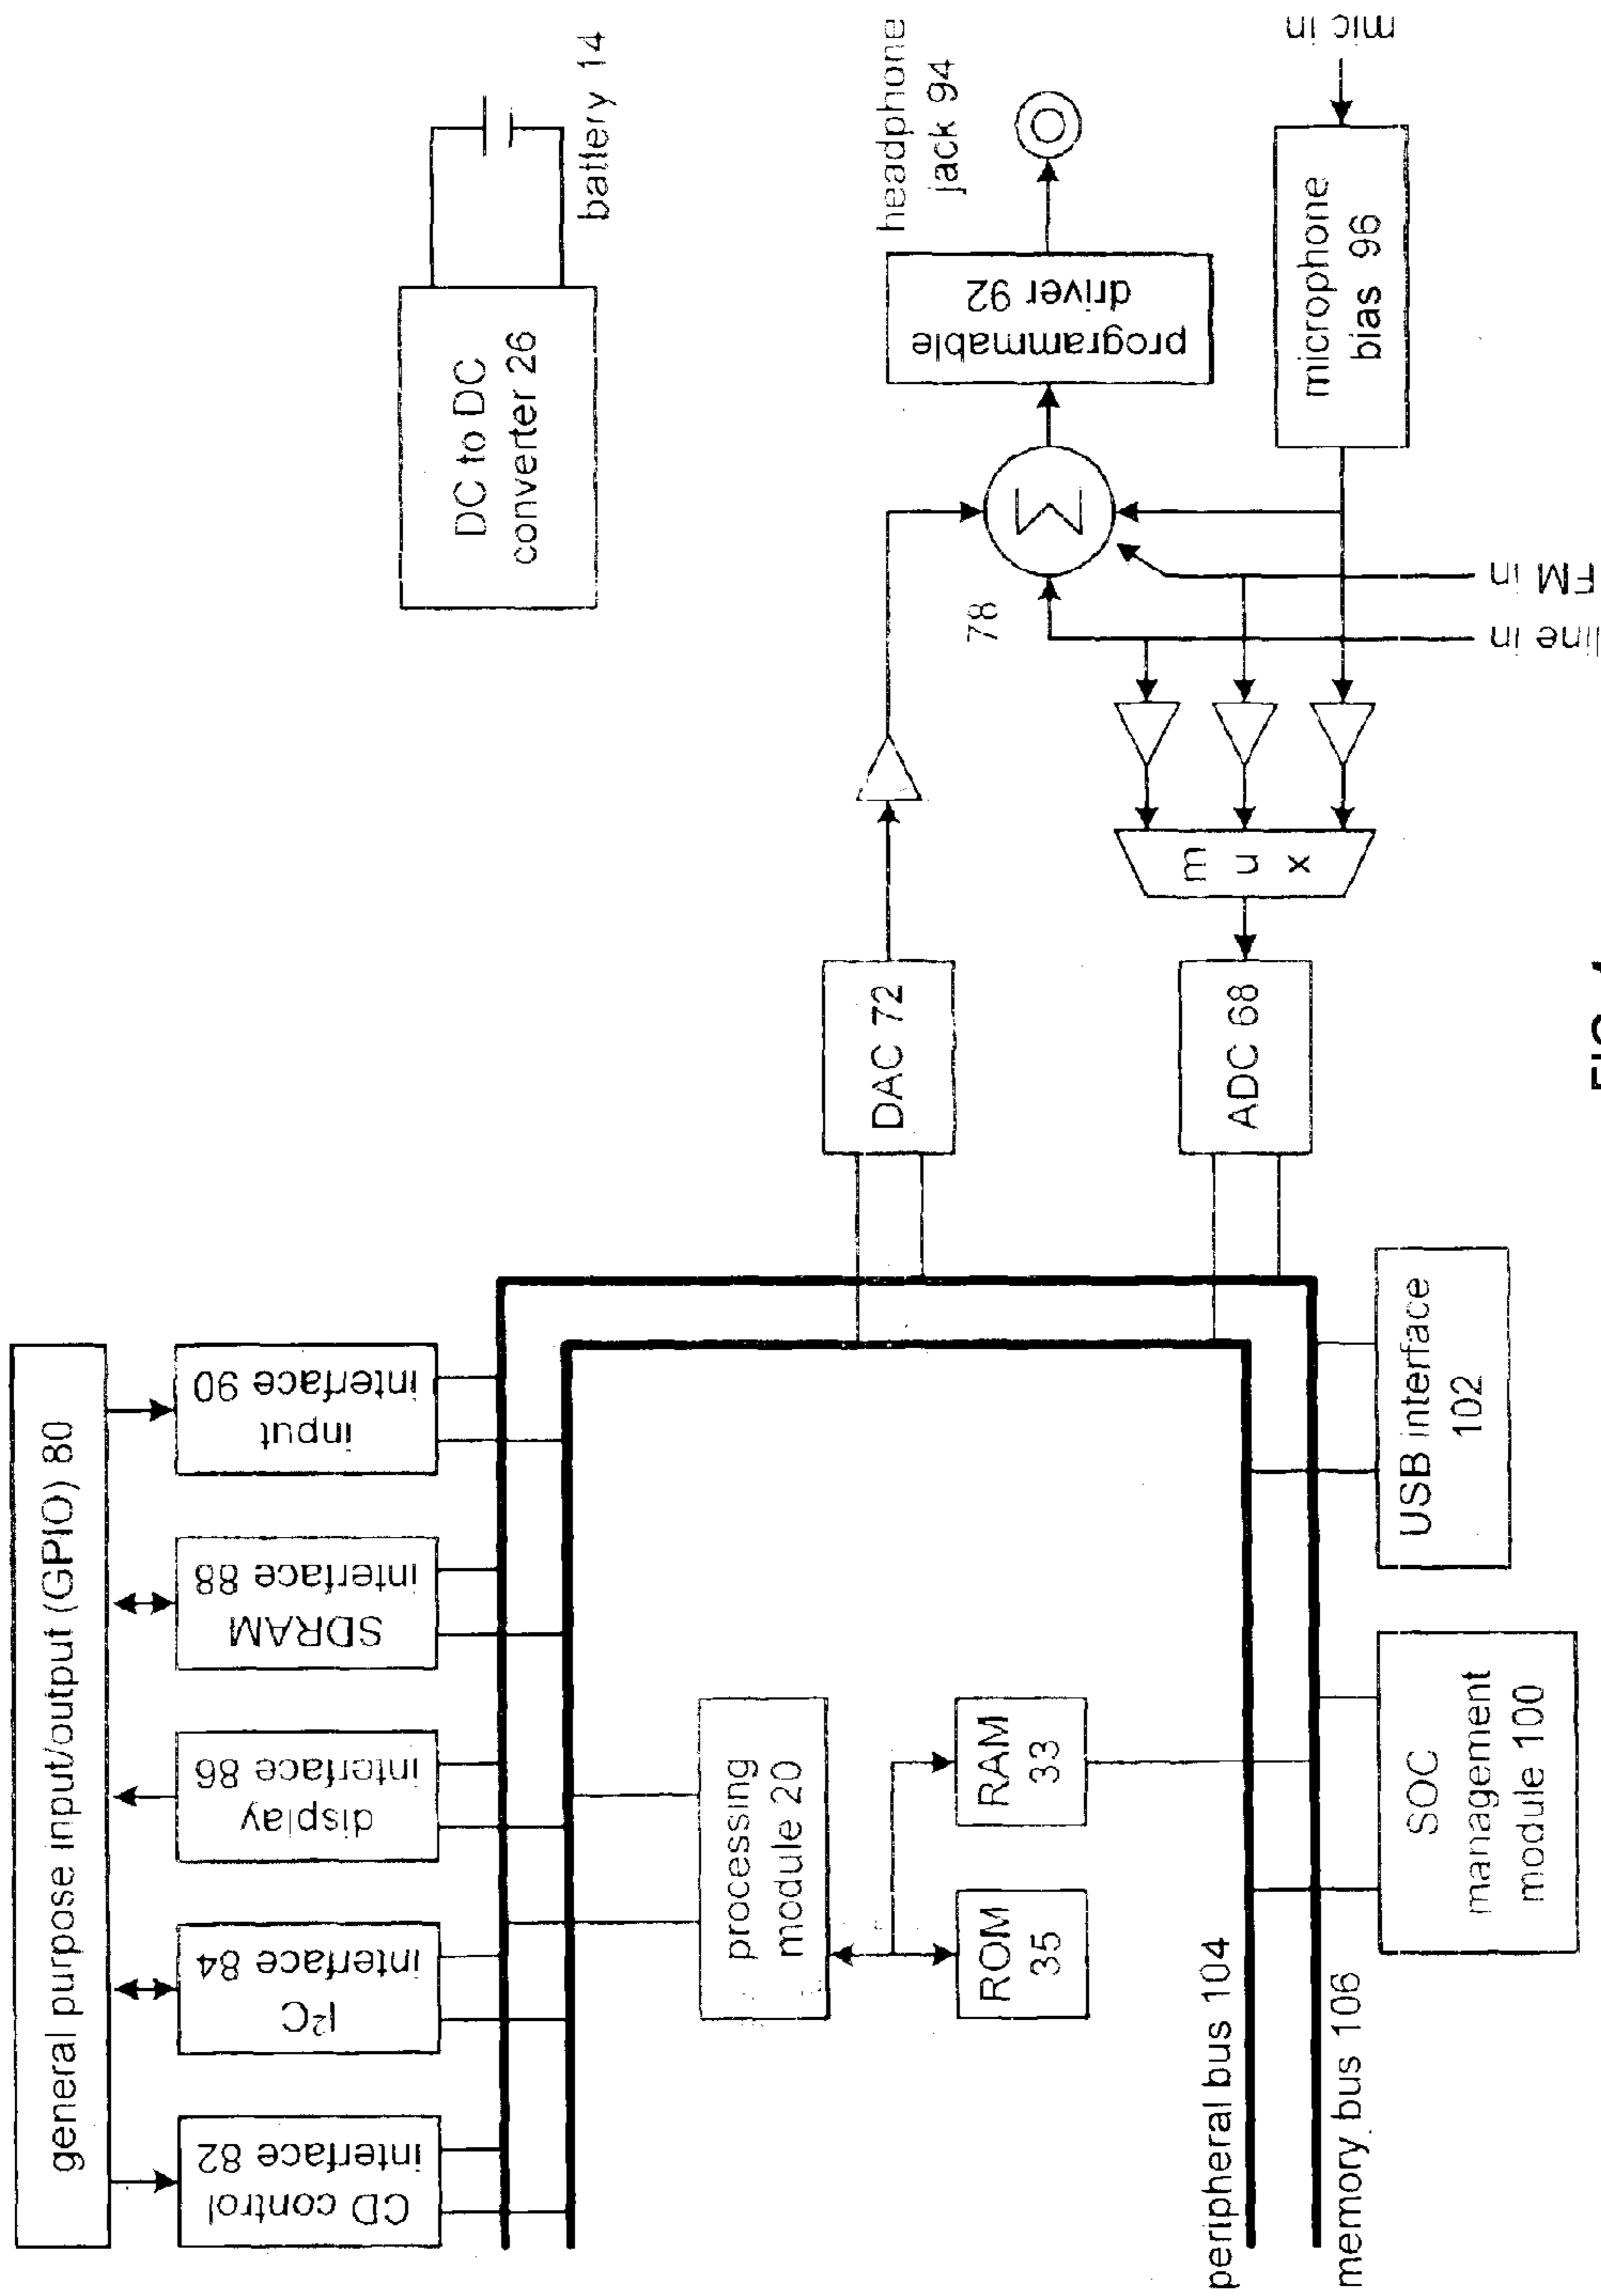 general purpose input/output (GPIO) 80
CD control
interface 82
I²C
interface 84
display
interface 86
SDRAM
interface 88
input
interface 90
DC to DC
converter 26
battery 14
processing
module 20
ROM
35
RAM
33
DAC 72
ADC 68
m
u
x
78
Σ
programmable
driver 92
headphone
jack 94
microphone
bias 96
mic in
FM in
line in
peripheral bus 104
memory bus 106
SOC
management
module 100
USB interface
102